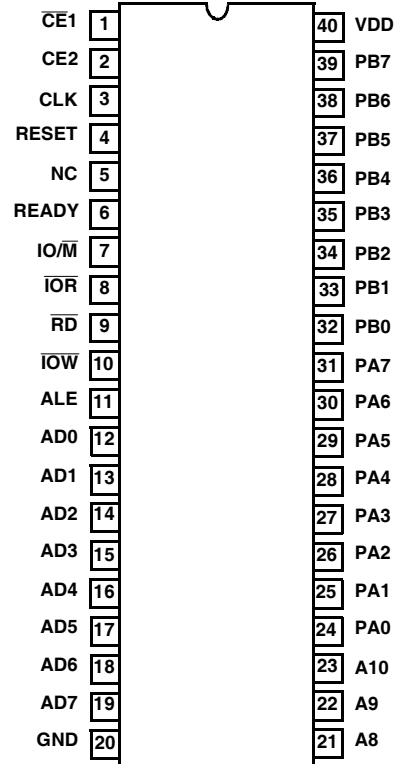 C̅E̅1 1 40 VDD
CE2 2 39 PB7
CLK 3 38 PB6
RESET 4 37 PB5
NC 5 36 PB4
READY 6 35 PB3
IO/M̅ 7 34 PB2
I̅O̅R̅ 8 33 PB1
R̅D̅ 9 32 PB0
I̅O̅W̅ 10 31 PA7
ALE 11 30 PA6
AD0 12 29 PA5
AD1 13 28 PA4
AD2 14 27 PA3
AD3 15 26 PA2
AD4 16 25 PA1
AD5 17 24 PA0
AD6 18 23 A10
AD7 19 22 A9
GND 20 21 A8